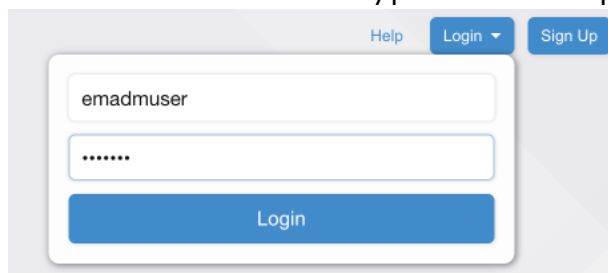 Help Login Sign Up
emadmuser
•••••••
Login